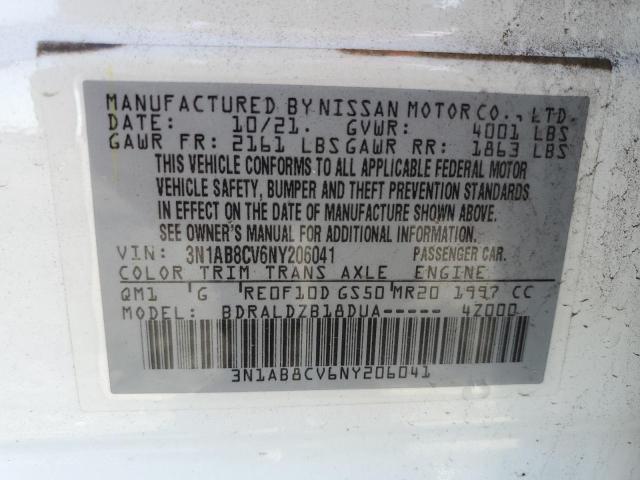 MANUFACTURED BY NISSAN MOTOR CO., LTD.
DATE: 10/21. GVWR: 4001 LBS
GAWR FR: 2161 LBS GAWR RR: 1863 LBS
THIS VEHICLE CONFORMS TO ALL APPLICABLE FEDERAL MOTOR
VEHICLE SAFETY, BUMPER AND THEFT PREVENTION STANDARDS
IN EFFECT ON THE DATE OF MANUFACTURE SHOWN ABOVE.
SEE OWNER'S MANUAL FOR ADDITIONAL INFORMATION.
VIN: 3N1AB8CV6NY206041 PASSENGER CAR.
COLOR TRIM TRANS AXLE ENGINE
QM1 G RE0F10D GS50 MR20 1997 CC
MODEL: BDRALDZB18DUA----- 4Z000
3N1AB8CV6NY206041